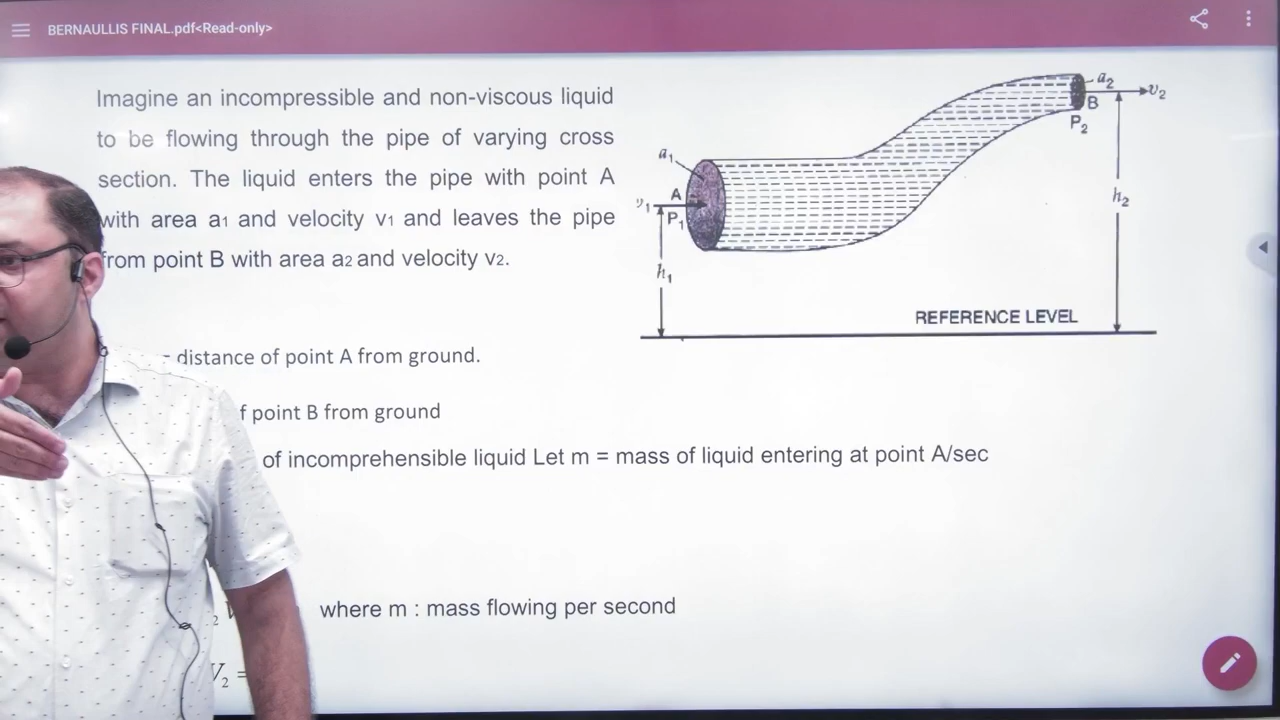 BERNAULLIS FINAL.pdf<Read-only>
Imagine an incompressible and non-viscous liquid
to be flowing through the pipe of varying cross
section. The liquid enters the pipe with point A
with area a1 and velocity v1 and leaves the pipe
from point B with area a2 and velocity v2.
a₁
A
v₁
P₁
h₁
a₂
B
v₂
P₂
h₂
REFERENCE LEVEL
- distance of point A from ground.
f point B from ground
of incomprehensible liquid Let m = mass of liquid entering at point A/sec
2 where m : mass flowing per second
V₂ =